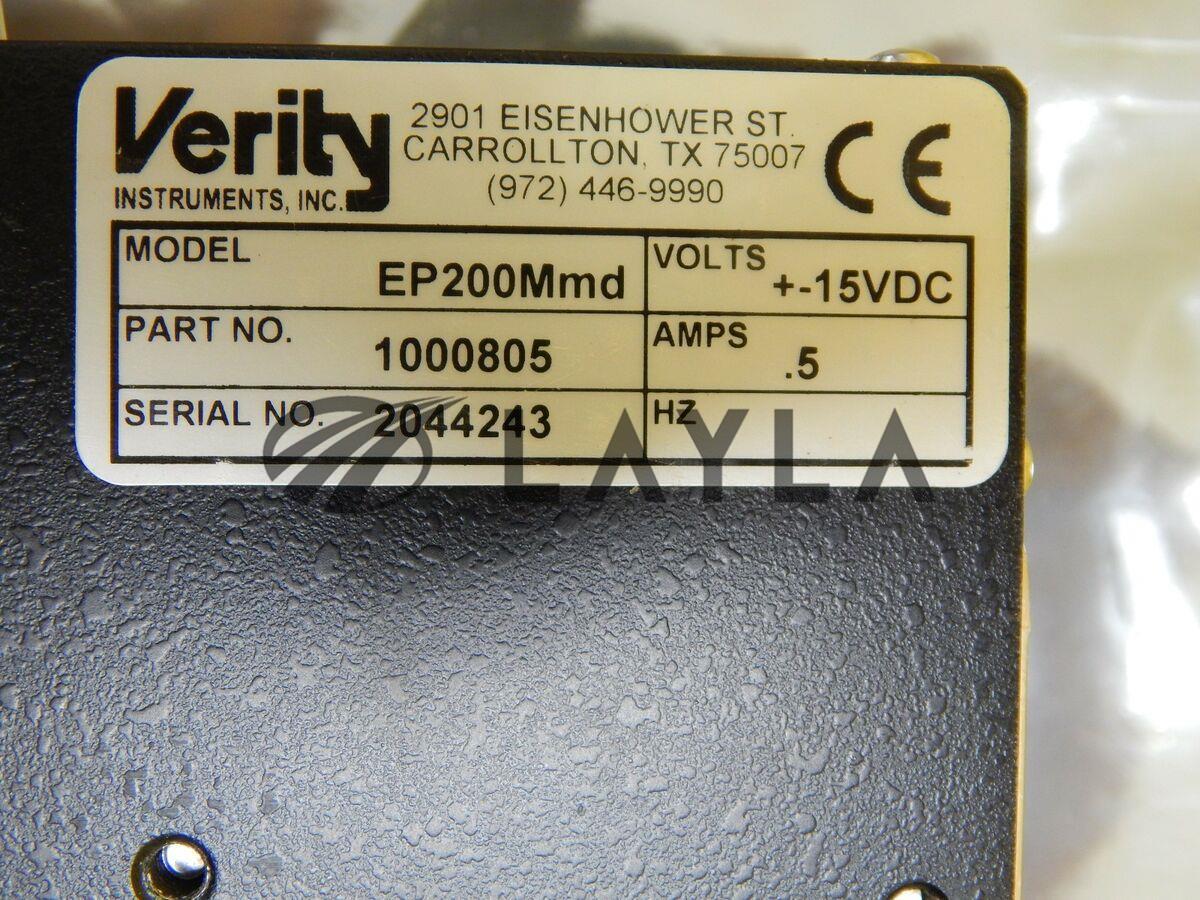 Verity
INSTRUMENTS, INC.
2901 EISENHOWER ST.
CARROLLTON, TX 75007
(972) 446-9990
CE
MODEL EP200Mmd
VOLTS +-15VDC
PART NO. 1000805
AMPS .5
SERIAL NO. 2044243
HZ
LAYLA